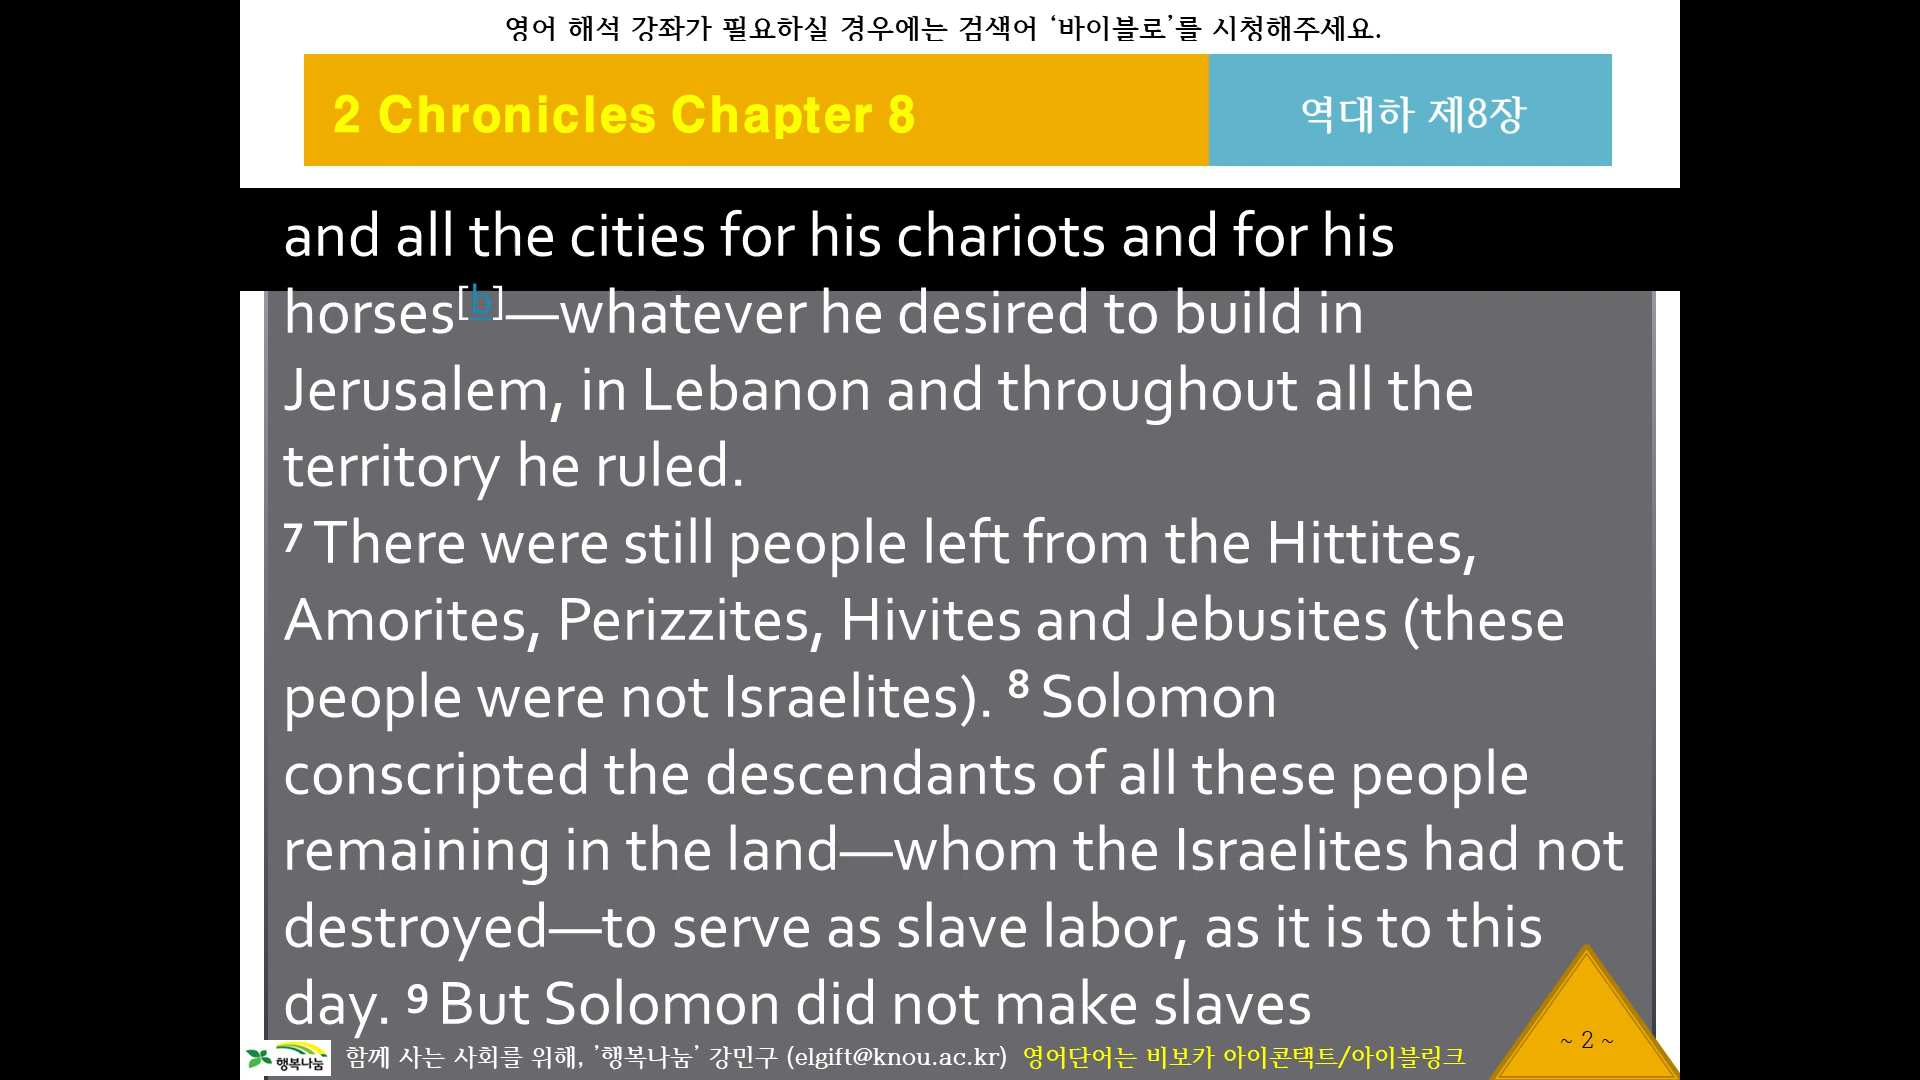 영어 해석 강좌가 필요하실 경우에는 검색어 ‘바이블로’를 시청해주세요.
2 Chronicles Chapter 8
역대하 제8장
and all the cities for his chariots and for his
horses[b]—whatever he desired to build in
Jerusalem, in Lebanon and throughout all the
territory he ruled.
7 There were still people left from the Hittites,
Amorites, Perizzites, Hivites and Jebusites (these
people were not Israelites). 8 Solomon
conscripted the descendants of all these people
remaining in the land—whom the Israelites had not
destroyed—to serve as slave labor, as it is to this
day. 9 But Solomon did not make slaves
~ 2 ~
행복나눔
함께 사는 사회를 위해, ’행복나눔’ 강민구 (elgift@knou.ac.kr) 영어단어는 비보카 아이콘택트/아이블링크